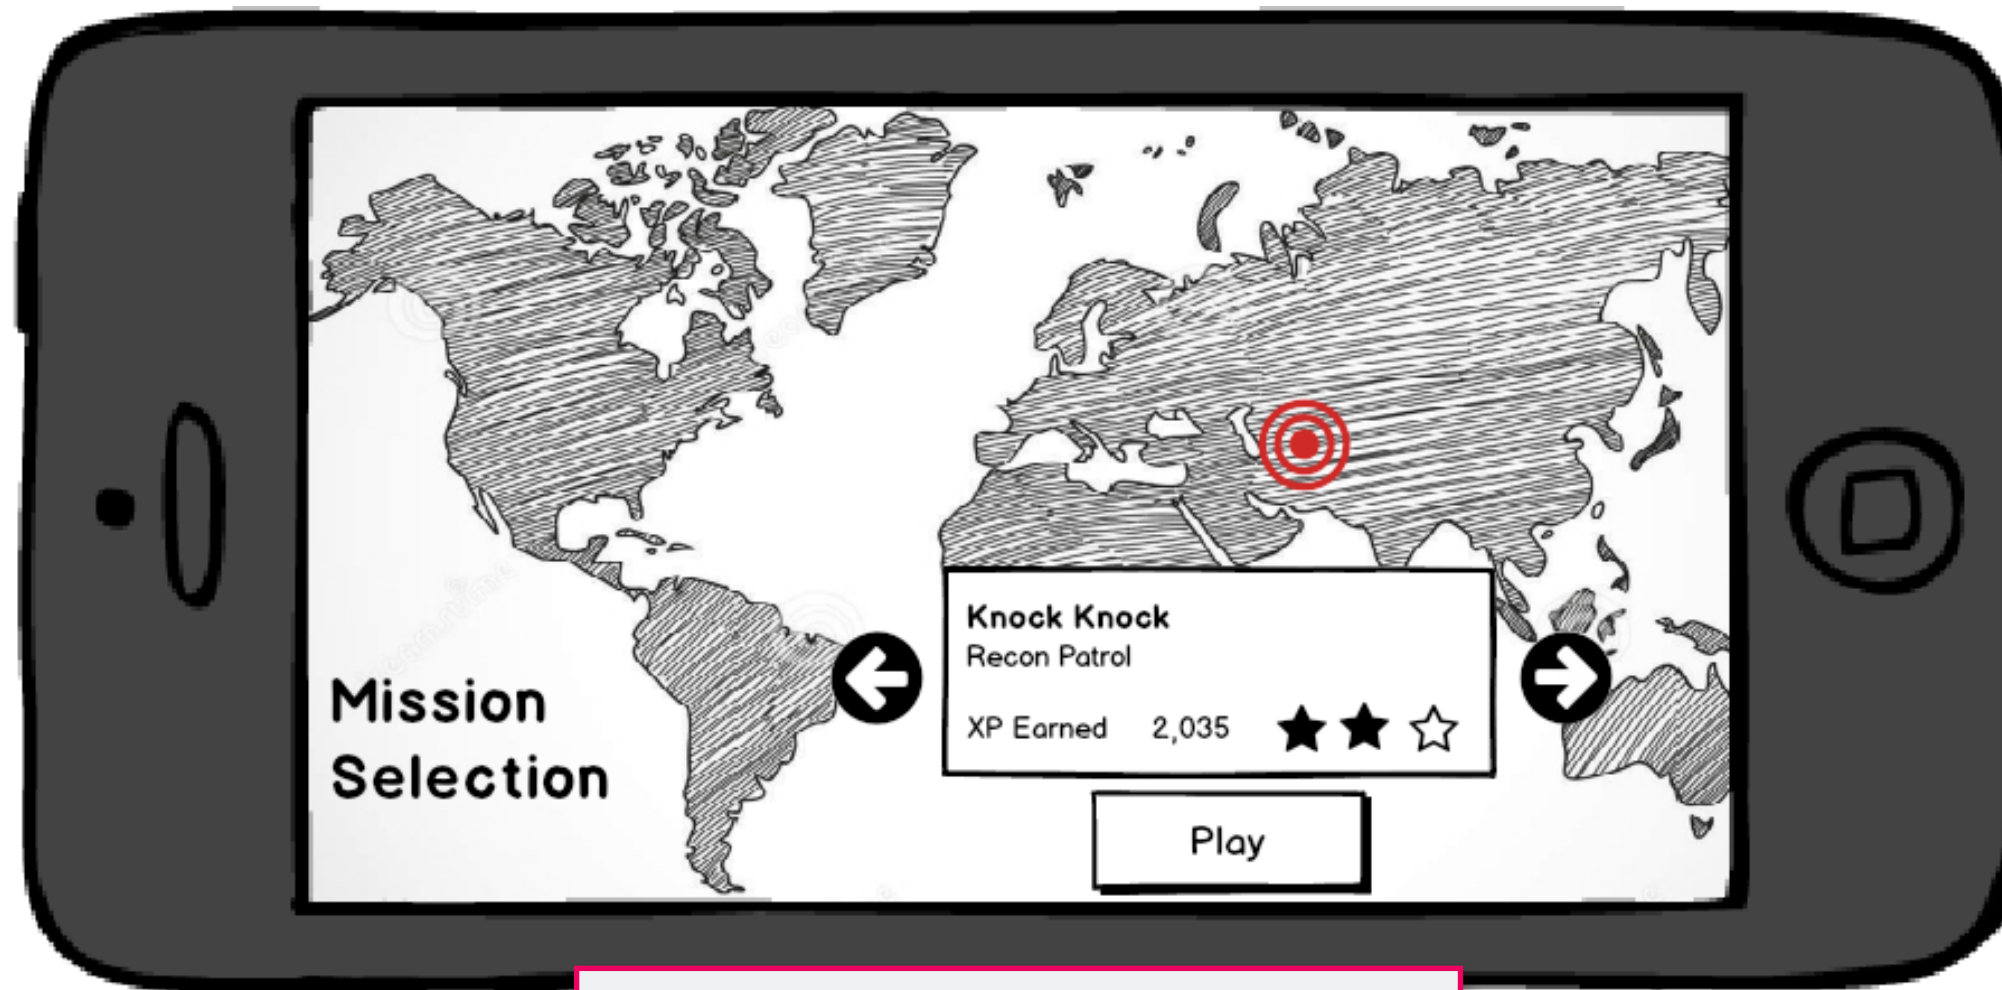 Mission
Selection
Knock Knock
Recon Patrol
XP Earned 2,035
Play